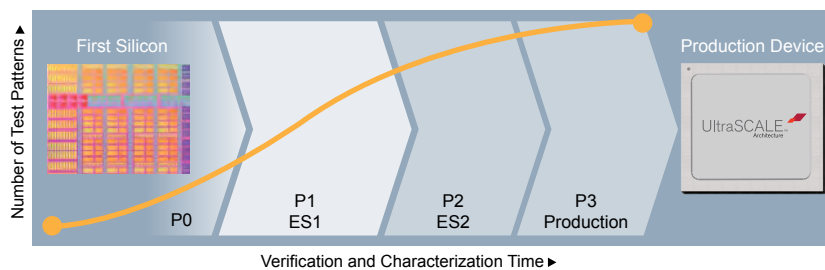 Number of Test Patterns ▸
First Silicon
Production Device
UltraSCALE™
Architecture
P0
P1
ES1
P2
ES2
P3
Production
Verification and Characterization Time ▸